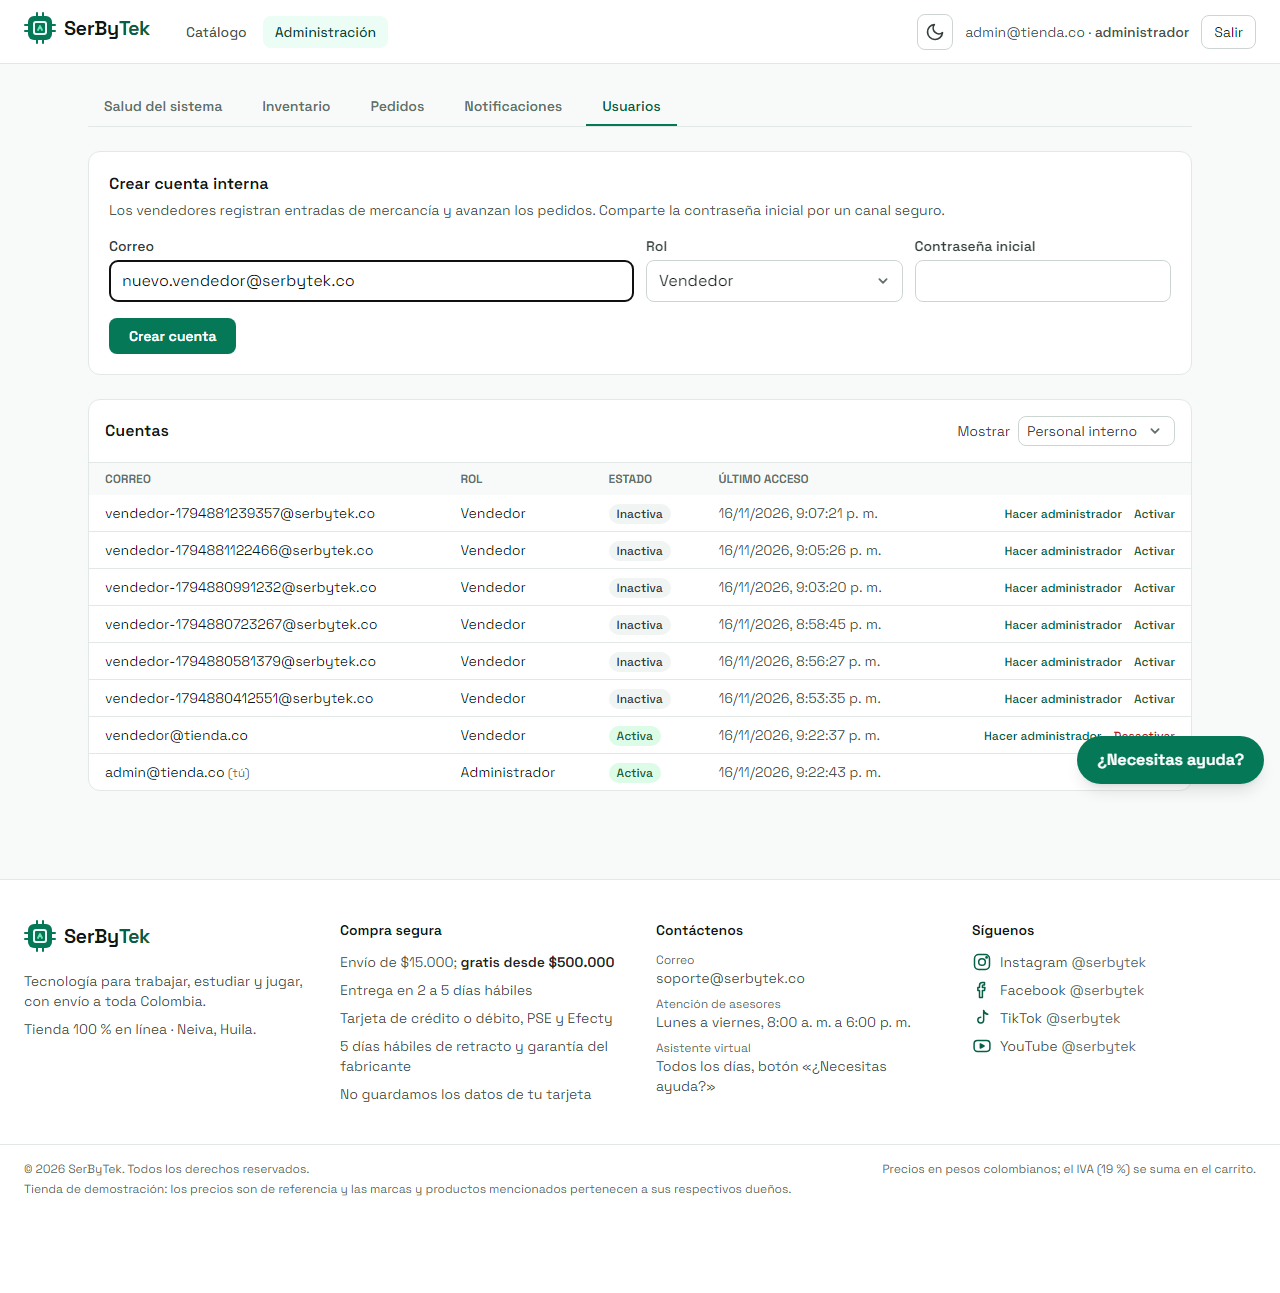 SerByTek
Catálogo
Administración
admin@tienda.co · administrador
Salir
Salud del sistema
Inventario
Pedidos
Notificaciones
Usuarios
Crear cuenta interna
Los vendedores registran entradas de mercancía y avanzan los pedidos. Comparte la contraseña inicial por un canal seguro.
Correo
Rol
Contraseña inicial
nuevo.vendedor@serbytek.co
Vendedor
Crear cuenta
Cuentas
Mostrar
Personal interno
CORREO ROL ESTADO ÚLTIMO ACCESO
vendedor-1794881239357@serbytek.co Vendedor Inactiva 16/11/2026, 9:07:21 p. m. Hacer administrador Activar
vendedor-1794881122466@serbytek.co Vendedor Inactiva 16/11/2026, 9:05:26 p. m. Hacer administrador Activar
vendedor-1794880991232@serbytek.co Vendedor Inactiva 16/11/2026, 9:03:20 p. m. Hacer administrador Activar
vendedor-1794880723267@serbytek.co Vendedor Inactiva 16/11/2026, 8:58:45 p. m. Hacer administrador Activar
vendedor-1794880581379@serbytek.co Vendedor Inactiva 16/11/2026, 8:56:27 p. m. Hacer administrador Activar
vendedor-1794880412551@serbytek.co Vendedor Inactiva 16/11/2026, 8:53:35 p. m. Hacer administrador Activar
vendedor@tienda.co Vendedor Activa 16/11/2026, 9:22:37 p. m. Hacer administrador
admin@tienda.co (tú) Administrador Activa 16/11/2026, 9:22:43 p. m.
¿Necesitas ayuda?
SerByTek
Tecnología para trabajar, estudiar y jugar,
con envío a toda Colombia.
Tienda 100 % en línea · Neiva, Huila.
Compra segura
Envío de $15.000; gratis desde $500.000
Entrega en 2 a 5 días hábiles
Tarjeta de crédito o débito, PSE y Efecty
5 días hábiles de retracto y garantía del
fabricante
No guardamos los datos de tu tarjeta
Contáctenos
Correo
soporte@serbytek.co
Atención de asesores
Lunes a viernes, 8:00 a. m. a 6:00 p. m.
Asistente virtual
Todos los días, botón «¿Necesitas
ayuda?»
Síguenos
Instagram @serbytek
Facebook @serbytek
TikTok @serbytek
YouTube @serbytek
© 2026 SerByTek. Todos los derechos reservados.
Precios en pesos colombianos; el IVA (19 %) se suma en el carrito.
Tienda de demostración: los precios son de referencia y las marcas y productos mencionados pertenecen a sus respectivos dueños.